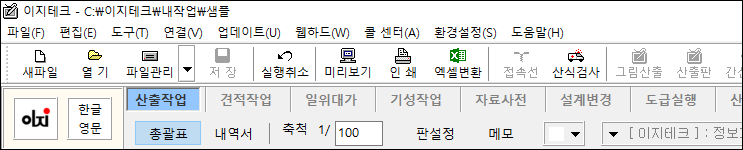 이지테크 - C:₩이지테크₩내작업₩샘플
파일(F) 편집(E) 도구(T) 연결(V) 업데이트(U) 웹하드(W) 콜 센터(A) 환경설정(S) 도움말(H)
새파일 열 기 파일관리 저 장 실행취소 미리보기 인 쇄 엑셀변환 접속선 산식검사 그림산출 산출판
이지 한글 영문
산출작업 견적작업 일위대가 기성작업 자료사전 설계변경 도급실행
총괄표 내역서 축척 1/ 100 판설정 메모 [ 이지테크 ] : 정보